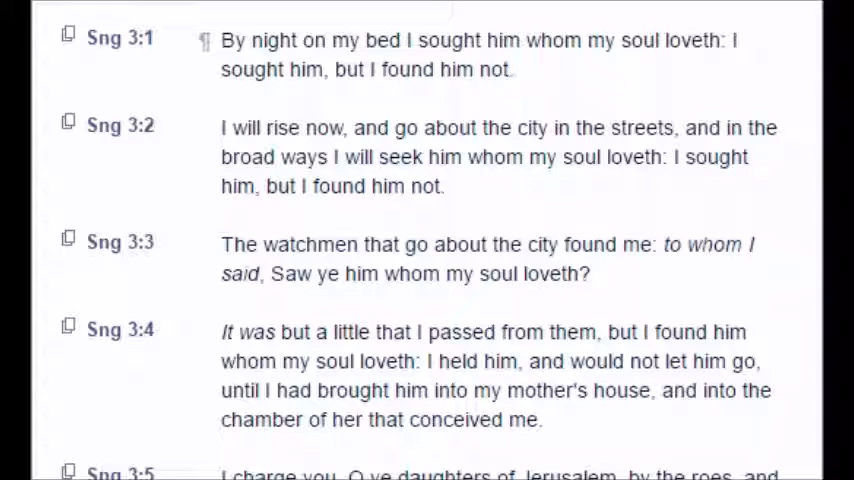 Sng 3:1 ¶ By night on my bed I sought him whom my soul loveth: I
sought him, but I found him not.
Sng 3:2 I will rise now, and go about the city in the streets, and in the
broad ways I will seek him whom my soul loveth: I sought
him, but I found him not.
Sng 3:3 The watchmen that go about the city found me: to whom I
said, Saw ye him whom my soul loveth?
Sng 3:4 It was but a little that I passed from them, but I found him
whom my soul loveth: I held him, and would not let him go,
until I had brought him into my mother's house, and into the
chamber of her that conceived me.
Sng 3:5 I charge you, O ye daughters of Jerusalem, by the roes, and